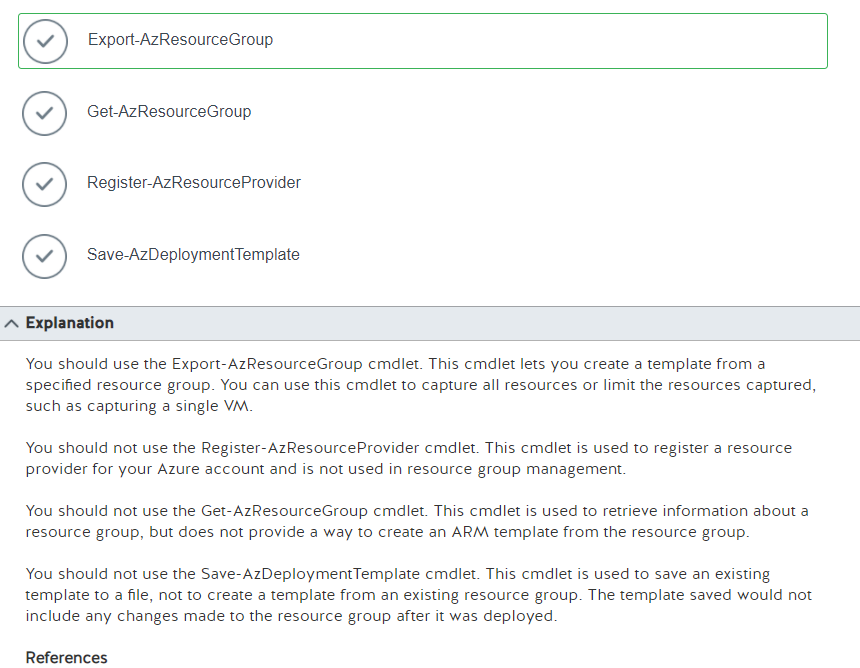 Export-AzResourceGroup
Get-AzResourceGroup
Register-AzResourceProvider
Save-AzDeploymentTemplate
Explanation
You should use the Export-AzResourceGroup cmdlet. This cmdlet lets you create a template from a
specified resource group. You can use this cmdlet to capture all resources or limit the resources captured,
such as capturing a single VM.
You should not use the Register-AzResourceProvider cmdlet. This cmdlet is used to register a resource
provider for your Azure account and is not used in resource group management.
You should not use the Get-AzResourceGroup cmdlet. This cmdlet is used to retrieve information about a
resource group, but does not provide a way to create an ARM template from the resource group.
You should not use the Save-AzDeploymentTemplate cmdlet. This cmdlet is used to save an existing
template to a file, not to create a template from an existing resource group. The template saved would not
include any changes made to the resource group after it was deployed.
References